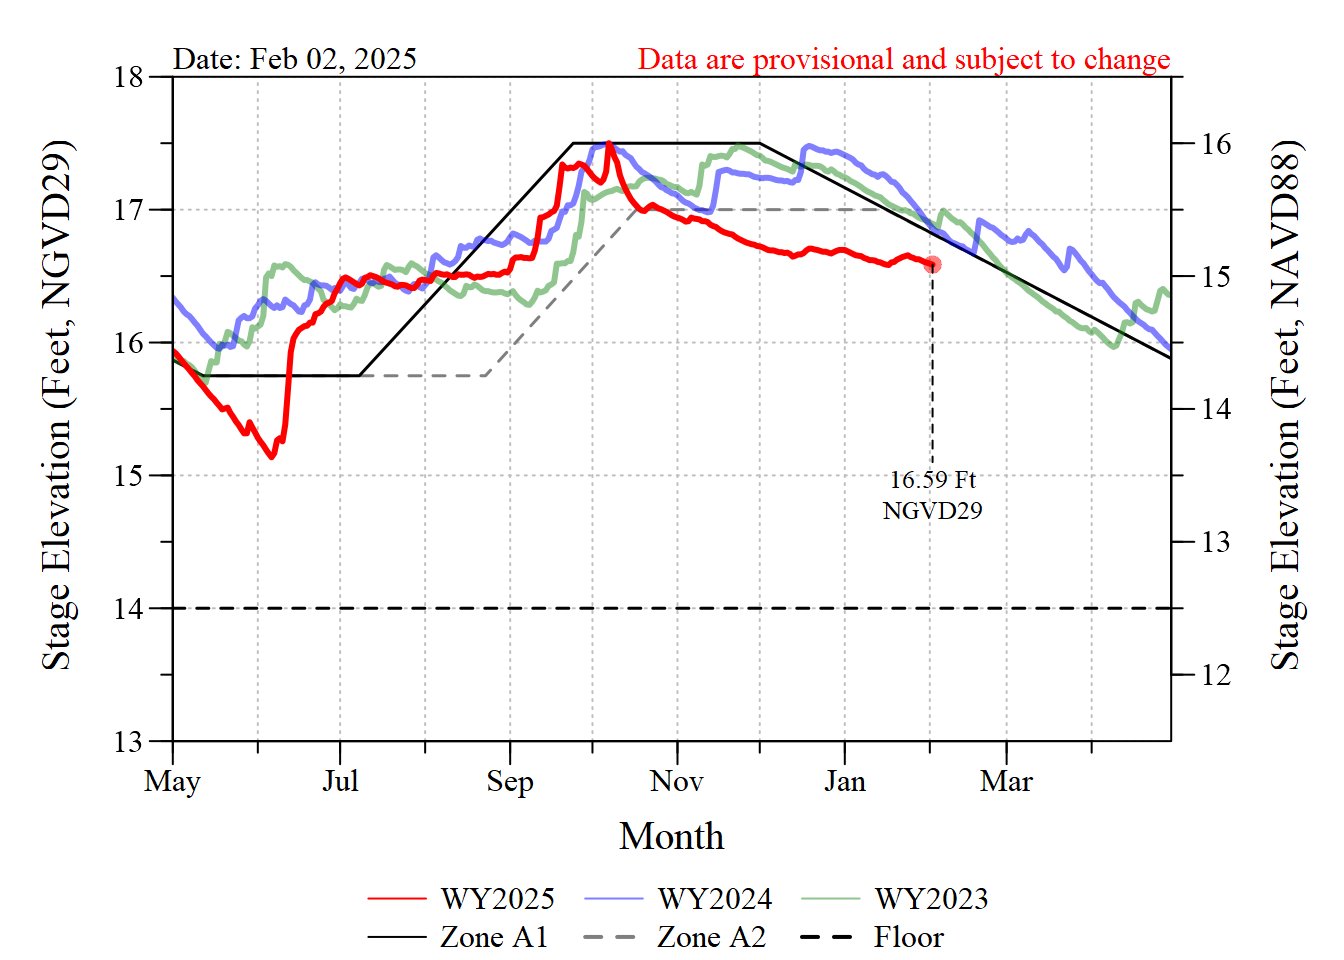 Date: Feb 02, 2025 Data are provisional and subject to change
Stage Elevation (Feet, NGVD29)
18
17
16
15
14
13
16.59 Ft
NGVD29
16
15
14
13
12
Stage Elevation (Feet, NAVD88)
May Jul Sep Nov Jan Mar
Month
WY2025 WY2024 WY2023
Zone A1 Zone A2 Floor